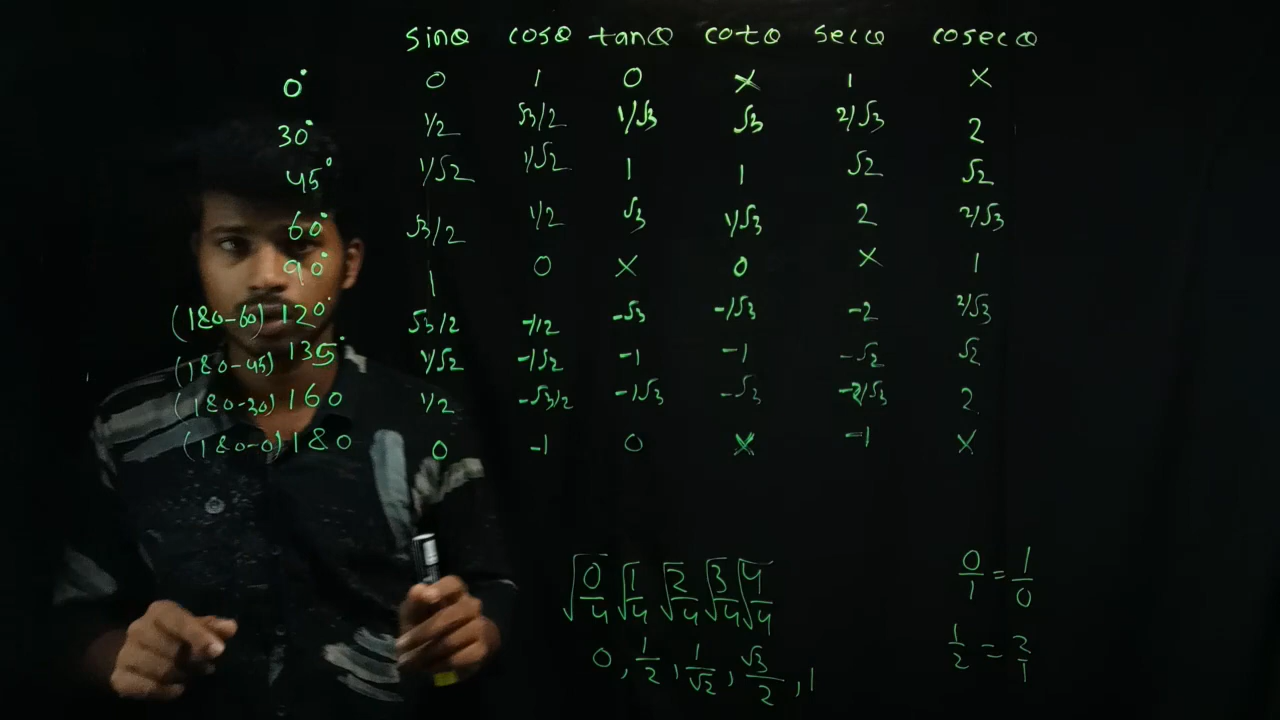 sinθ cosθ tanθ cotθ secθ cosecθ
0° 0 1 0 X 1 X
30° 1/2 √3/2 1/√3 √3 2/√3 2
45° 1/√2 1/√2 1 1 √2 √2
60° √3/2 1/2 √3 1/√3 2 2/√3
90° 1 0 X 0 X 1
(180-60) 120° √3/2 -1/2 -√3 -1/√3 -2 2/√3
(180-45) 135° 1/√2 -1√2 -1 -1 -√2 √2
(180-30) 160 1/2 -√3/2 -1√3 -√3 -2/√3 2
(180-0) 180 0 -1 0 X -1 X
√0/4 √1/4 √2/4 √3/4 √4/4
0, 1/2, 1/√2, √3/2, 1
0/1 = 1/0
1/2 = 2/1